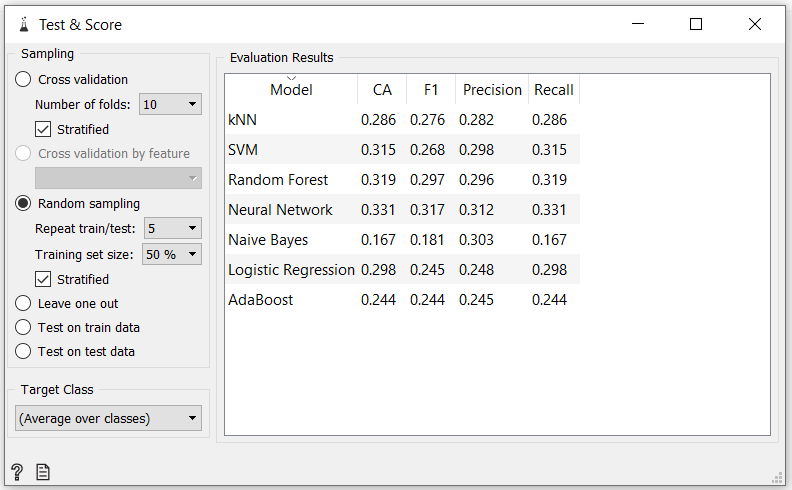 Test & Score
Sampling
Cross validation
Number of folds: 10
Stratified
Cross validation by feature
Random sampling
Repeat train/test: 5
Training set size: 50 %
Stratified
Leave one out
Test on train data
Test on test data
Target Class
(Average over classes)
Evaluation Results
Model CA F1 Precision Recall
kNN 0.286 0.276 0.282 0.286
SVM 0.315 0.268 0.298 0.315
Random Forest 0.319 0.297 0.296 0.319
Neural Network 0.331 0.317 0.312 0.331
Naive Bayes 0.167 0.181 0.303 0.167
Logistic Regression 0.298 0.245 0.248 0.298
AdaBoost 0.244 0.244 0.245 0.244
?